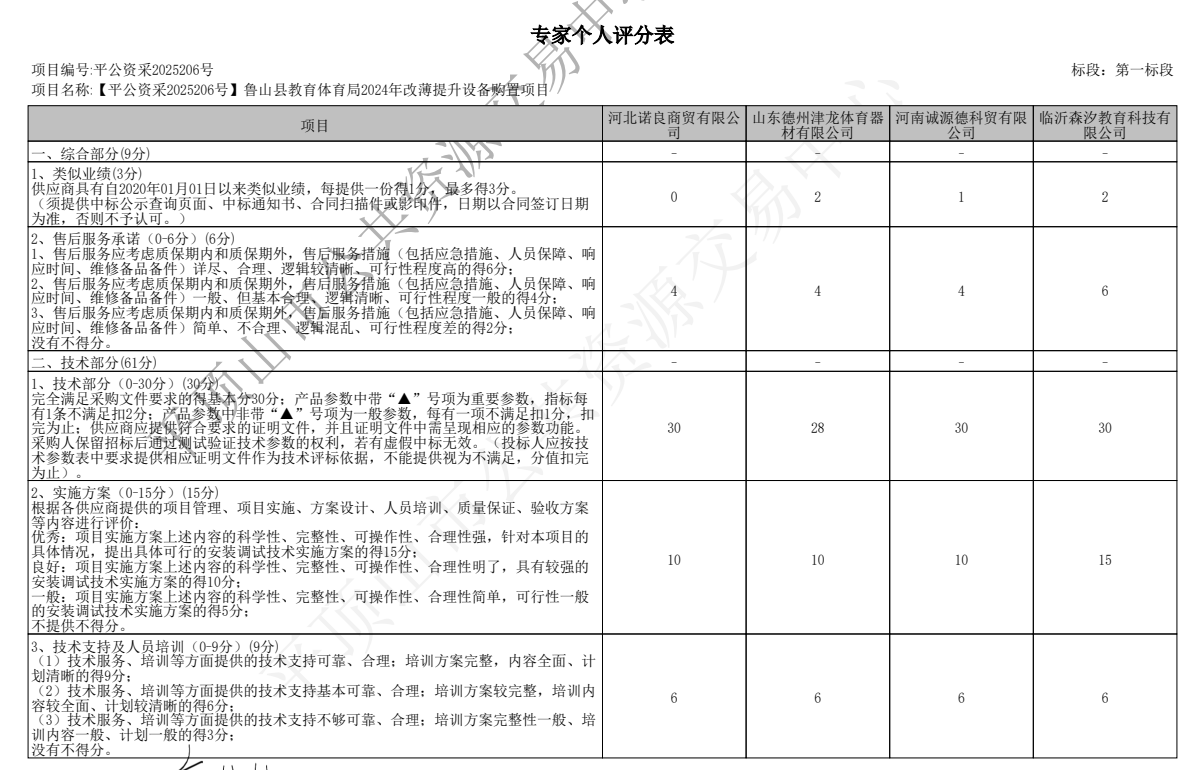 专家个人评分表
项目编号:平公资采2025206号
标段: 第一标段
项目名称:【平公资采2025206号】鲁山县教育体育局2024年改薄提升设备购置项目
项目
河北诺良商贸有限公
司
山东德州津龙体育器
材有限公司
河南诚源德科贸有限
公司
临沂森汐教育科技有
限公司
一、综合部分(9分)
-
-
-
-
1、类似业绩(3分)
供应商具有自2020年01月01日以来类似业绩，每提供一份得1分，最多得3分。
（须提供中标公示查询页面、中标通知书、合同扫描件或影印件，日期以合同签订日期
为准，否则不予认可。）
0
2
1
2
2、售后服务承诺（0-6分）(6分)
1、售后服务应考虑质保期内和质保期外，售后服务措施（包括应急措施、人员保障、响
应时间、维修备品备件）详尽、合理、逻辑较清晰、可行性程度高的得6分；
2、售后服务应考虑质保期内和质保期外，售后服务措施（包括应急措施、人员保障、响
应时间、维修备品备件）一般、但基本合理、逻辑清晰、可行性程度一般的得4分；
3、售后服务应考虑质保期内和质保期外，售后服务措施（包括应急措施、人员保障、响
应时间、维修备品备件）简单、不合理、逻辑混乱、可行性程度差的得2分；
没有不得分。
4
4
4
6
二、技术部分(61分)
-
-
-
-
1、技术部分（0-30分）(30分)
完全满足采购文件要求的得基本分30分；产品参数中带“▲”号项为重要参数，指标每
有1条不满足扣2分；产品参数中非带“▲”号项为一般参数，每有一项不满足扣1分，扣
完为止；供应商应提供符合要求的证明文件，并且证明文件中需呈现相应的参数功能。
采购人保留招标后通过测试验证技术参数的权利，若有虚假中标无效。（投标人应按技
术参数表中要求提供相应证明文件作为技术评标依据，不能提供视为不满足，分值扣完
为止）。
30
28
30
30
2、实施方案（0-15分）(15分)
根据各供应商提供的项目管理、项目实施、方案设计、人员培训、质量保证、验收方案
等内容进行评价：
优秀：项目实施方案上述内容的科学性、完整性、可操作性、合理性强，针对本项目的
具体情况，提出具体可行的安装调试技术实施方案的得15分；
良好：项目实施方案上述内容的科学性、完整性、可操作性、合理性明了，具有较强的
安装调试技术实施方案的得10分；
一般：项目实施方案上述内容的科学性、完整性、可操作性、合理性简单，可行性一般
的安装调试技术实施方案的得5分；
不提供不得分。
10
10
10
15
3、技术支持及人员培训（0-9分）(9分)
（1）技术服务、培训等方面提供的技术支持可靠、合理；培训方案完整，内容全面、计
划清晰的得9分；
（2）技术服务、培训等方面提供的技术支持基本可靠、合理；培训方案较完整，培训内
容较全面、计划较清晰的得6分；
（3）技术服务、培训等方面提供的技术支持不够可靠、合理；培训方案完整性一般、培
训内容一般、计划一般的得3分；
没有不得分。
6
6
6
6
平顶山市公共资源交易中心